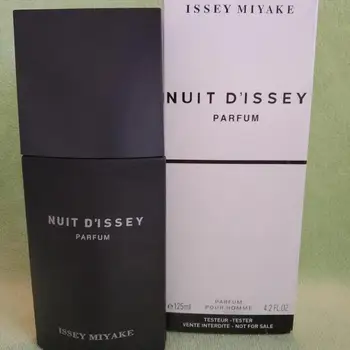 ISSEY MIYAKE
NUIT D'ISSEY
PARFUM
PARFUM
POUR HOMME
125mℓ
4.2 FL.OZ
TESTEUR - TESTER
VENTE INTERDITE - NOT FOR SALE
NUIT D'ISSEY
PARFUM
ISSEY MIYAKE